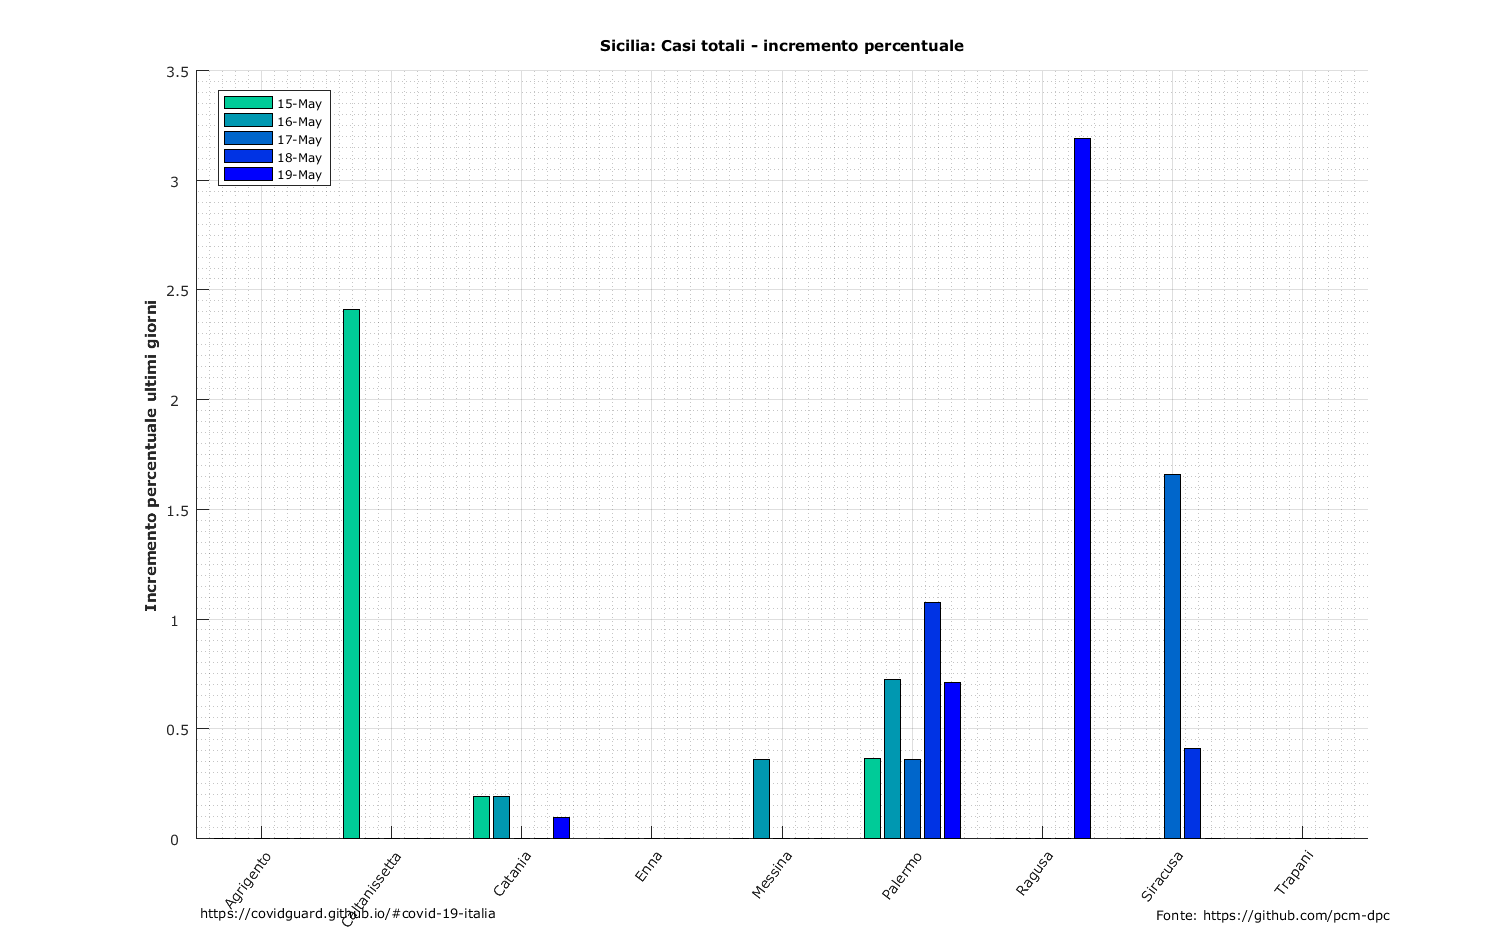 Sicilia: Casi totali - incremento percentuale
3.5
3
2.5
2
1.5
1
0.5
0
Incremento percentuale ultimi giorni
15-May
16-May
17-May
18-May
19-May
Agrigento
Caltanissetta
Catania
Enna
Messina
Palermo
Ragusa
Siracusa
Trapani
https://covidguard.github.io/#covid-19-italia
Fonte: https://github.com/pcm-dpc